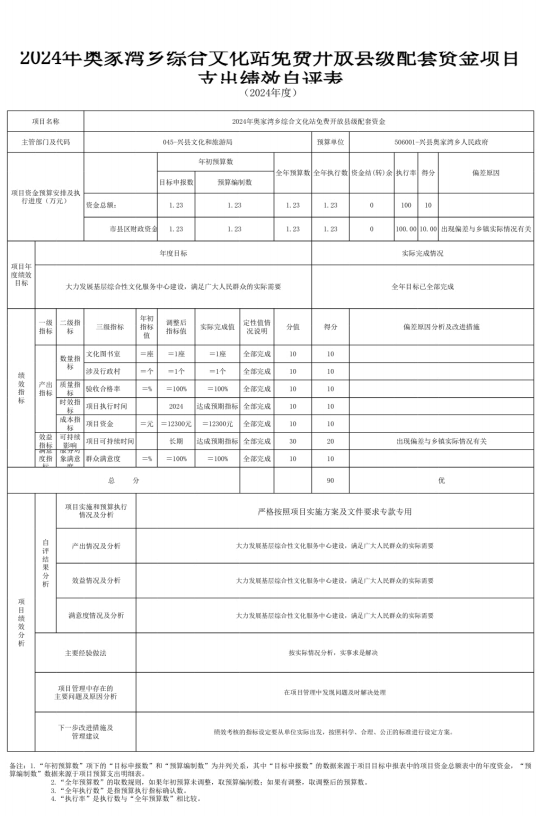 2024年奥家湾乡综合文化站免费开放县级配套资金项目
支出绩效自评表
（2024年度）
项目名称 2024年奥家湾乡综合文化站免费开放县级配套资金
主管部门及代码 045-兴县文化和旅游局 预算单位 506001-兴县奥家湾乡人民政府
项目资金预算安排及执行进度（万元） 年初预算数 全年预算数 全年执行数 资金结(转)余 执行率 得分 偏差原因
目标申报数 预算编制数
资金总额： 1.23 1.23 1.23 1.23 0 100 10
市县区财政资金 1.23 1.23 1.23 1.23 0 100.00 10.00 出现偏差与乡镇实际情况有关
项目年度绩效目标 年度目标 实际完成情况
大力发展基层综合性文化服务中心建设，满足广大人民群众的实际需要 全年目标已全部完成
绩效指标 一级指标 二级指标 三级指标 年初指标值 调整后指标值 实际完成值 定性值情况说明 分值 得分 偏差原因分析及改进措施
产出指标 数量指标 文化图书室 ＝座 ＝1座 ＝1座 全部完成 10 10
涉及行政村 ＝个 ＝1个 ＝1个 全部完成 10 10
质量指标 验收合格率 ＝% ＝100% ＝100% 全部完成 10 10
时效指标 项目执行时间 2024 达成预期指标 全部完成 10 10
成本指标 项目资金 ＝元 ＝12300元 ＝12300元 全部完成 10 10
效益指标 可持续影响 项目可持续时间 长期 达成预期指标 全部完成 30 20 出现偏差与乡镇实际情况有关
满意度指标 服务对象满意度 群众满意度 ＝% ＝100% ＝100% 全部完成 10 10
总 分 90 优
项目绩效分析 自评结果分析 项目实施和预算执行情况及分析 严格按照项目实施方案及文件要求专款专用
产出情况及分析 大力发展基层综合性文化服务中心建设，满足广大人民群众的实际需要
效益情况及分析 大力发展基层综合性文化服务中心建设，满足广大人民群众的实际需要
满意度情况及分析 大力发展基层综合性文化服务中心建设，满足广大人民群众的实际需要
主要经验做法 按实际情况分析，实事求是解决
项目管理中存在的主要问题及原因分析 在项目管理中发现问题及时解决处理
下一步改进措施及管理建议 绩效考核的指标设定要从单位实际出发，按照科学、合理、公正的标准进行设定方案。
备注：1.“年初预算数”项下的“目标申报数”和“预算编制数”为并列关系，其中“目标申报数”的数据来源于项目目标申报表中的项目资金总额表中的年度资金，“预
算编制数”数据来源于项目预算支出明细表。
2.“全年预算数”的取数规则，如果年初预算未调整，取预算编制数；如果有调整，取调整后的预算数。
3.“全年执行数”是指预算执行指标确认数。
4.“执行率”是执行数与“全年预算数”相比较。